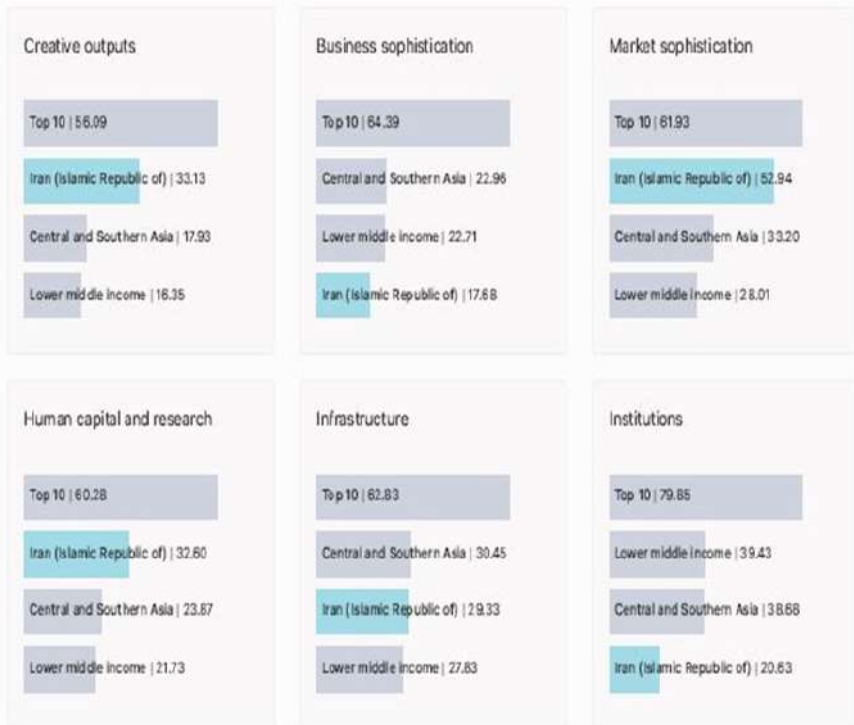 Creative outputs
Top 10 | 56.09
Iran (Islamic Republic of) | 33.13
Central and Southern Asia | 17.93
Lower middle income | 16.35
Business sophistication
Top 10 | 64.39
Central and Southern Asia | 22.96
Lower middle income | 22.71
Iran (Islamic Republic of) | 17.68
Market sophistication
Top 10 | 61.93
Iran (Islamic Republic of) | 52.94
Central and Southern Asia | 33.20
Lower middle income | 28.01
Human capital and research
Top 10 | 60.28
Iran (Islamic Republic of) | 32.60
Central and Southern Asia | 23.87
Lower middle income | 21.73
Infrastructure
Top 10 | 62.83
Central and Southern Asia | 30.45
Iran (Islamic Republic of) | 29.33
Lower middle income | 27.83
Institutions
Top 10 | 79.85
Lower middle income | 39.43
Central and Southern Asia | 38.68
Iran (Islamic Republic of) | 20.63